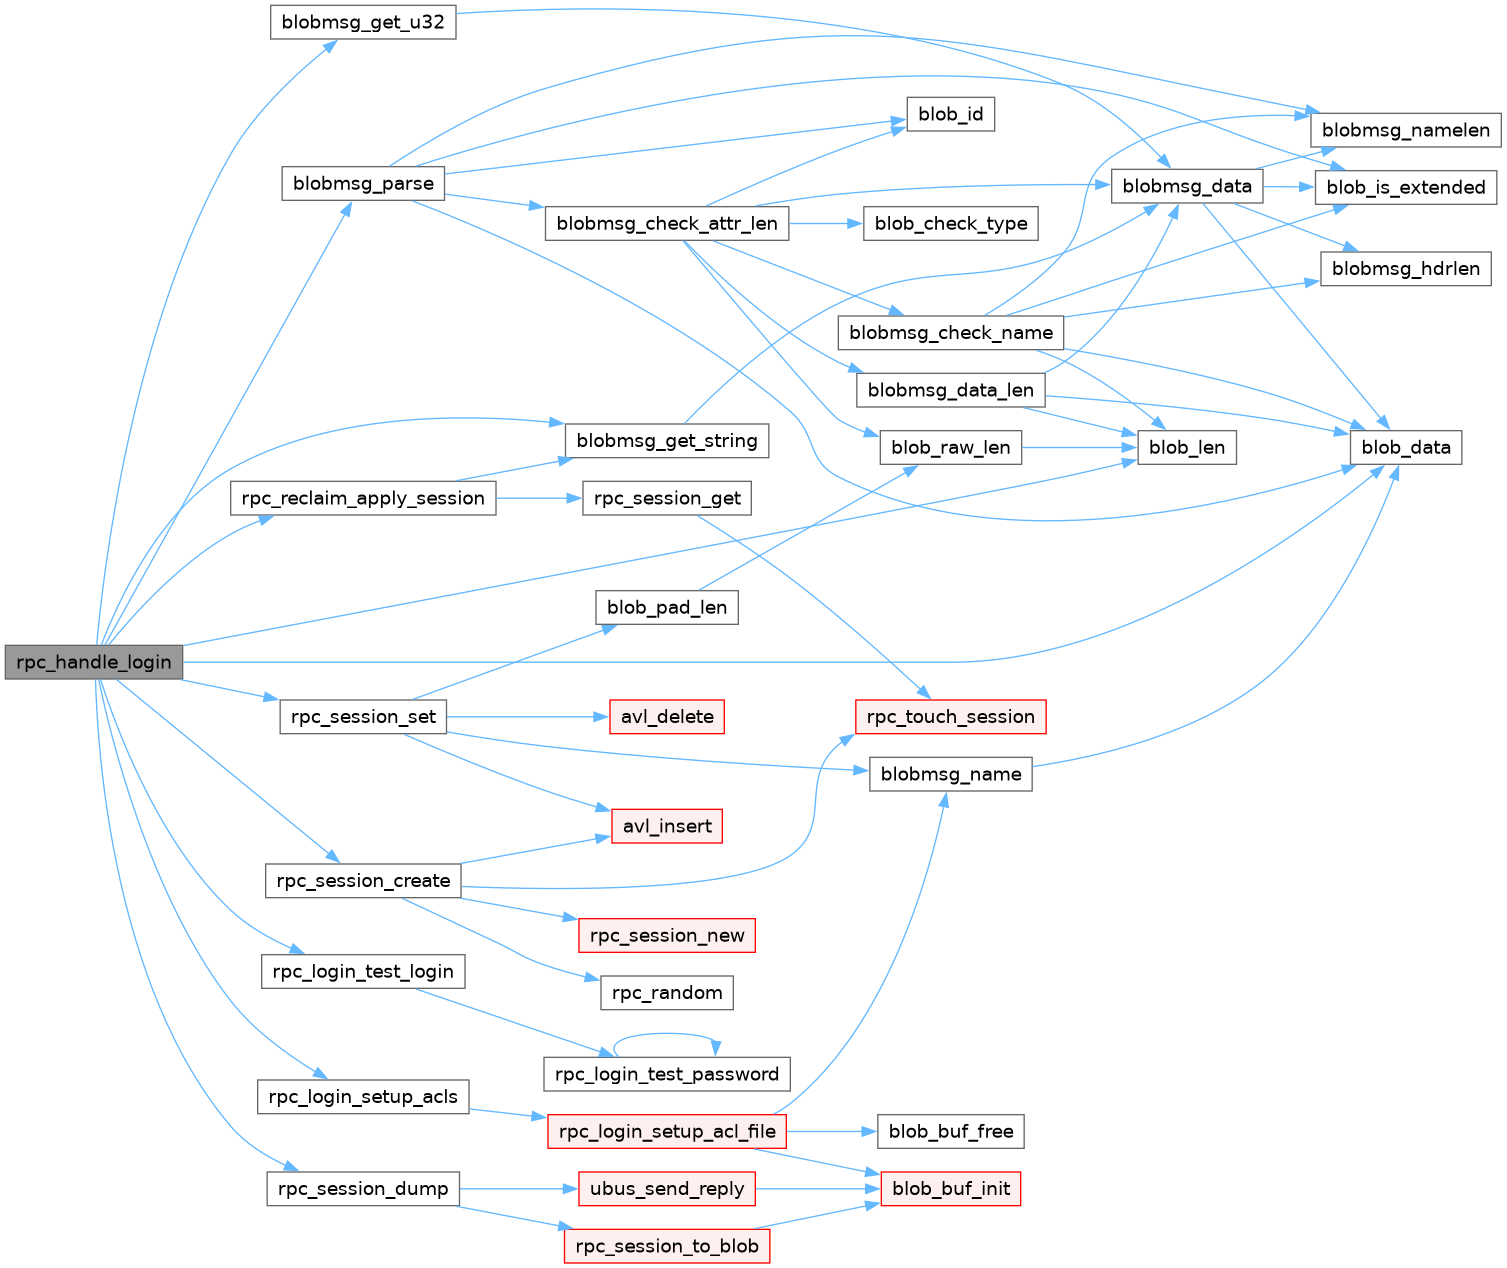 blobmsg_get_u32
blob_id
blobmsg_namelen
blobmsg_parse
blobmsg_data
blob_is_extended
blobmsg_check_attr_len
blob_check_type
blobmsg_hdrlen
blobmsg_check_name
blobmsg_data_len
blobmsg_get_string
blob_raw_len
blob_len
blob_data
rpc_reclaim_apply_session
rpc_session_get
blob_pad_len
rpc_handle_login
rpc_session_set
avl_delete
rpc_touch_session
blobmsg_name
avl_insert
rpc_session_create
rpc_session_new
rpc_login_test_login
rpc_random
rpc_login_test_password
rpc_login_setup_acls
rpc_login_setup_acl_file
blob_buf_free
rpc_session_dump
ubus_send_reply
blob_buf_init
rpc_session_to_blob